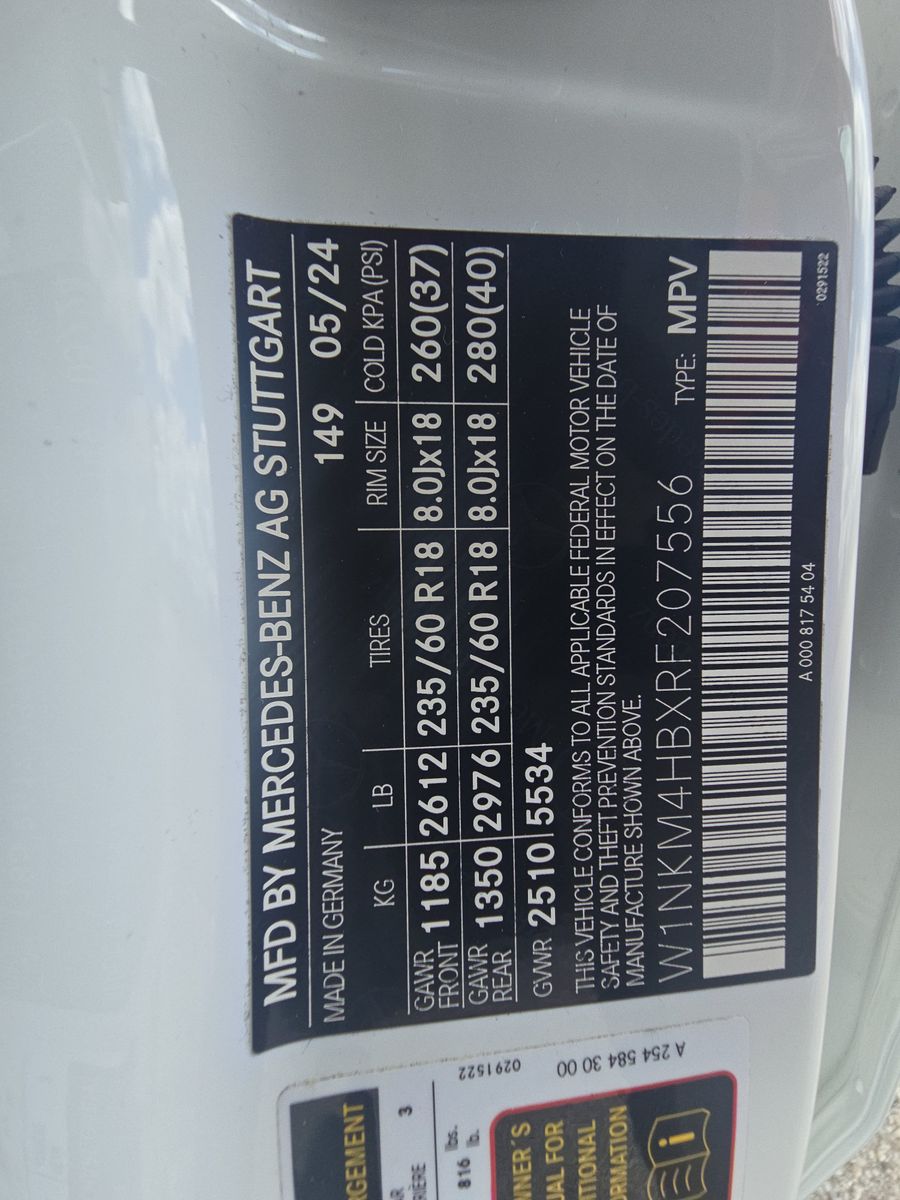 MFD BY MERCEDES-BENZ AG STUTTGART
MADE IN GERMANY 149 05/24
KG LB TIRES RIM SIZE COLD KPA(PSI)
GAWR FRONT 1185 2612 235/60 R18 8.0Jx18 260(37)
GAWR REAR 1350 2976 235/60 R18 8.0Jx18 280(40)
GVWR 2510 5534
THIS VEHICLE CONFORMS TO ALL APPLICABLE FEDERAL MOTOR VEHICLE
SAFETY AND THEFT PREVENTION STANDARDS IN EFFECT ON THE DATE OF
MANUFACTURE SHOWN ABOVE.
W1NKM4HBXRF207556 TYPE: MPV
A 000 817 54 04 0291522
3
816 lbs.
lb.
0291522
A 254 584 30 00